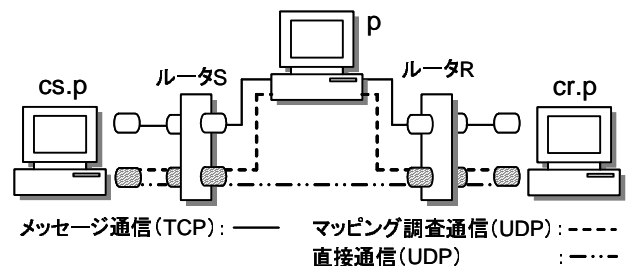 p
ルータS
ルータR
cs.p
cr.p
メッセージ通信(TCP):
マッピング調査通信(UDP):
直接通信(UDP) :